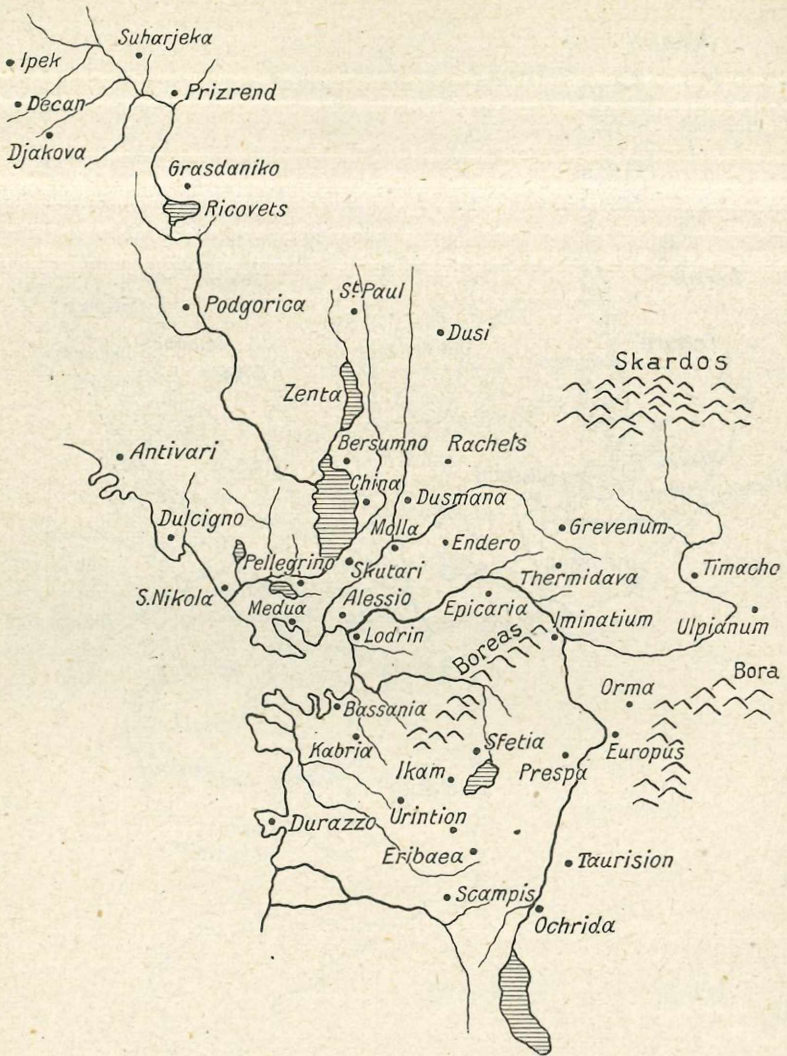 Suharjeka
Ipek
Prizrend
Decan
Djakova
Grasdaniko
Ricovets
Podgorica
St. Paul
Dusi
Skardos
Zenta
Bersumno
Rachets
Antivari
China
Dusmana
Dulcigno
Molla
Grevenum
Endero
Pellegrino
Skutari
Thermidava
Timacho
S. Nikola
Medua
Alessio
Epicaria
Iminatium
Ulpianum
Lodrin
Boreas
Bora
Orma
Bassania
Kabria
Sfetia
Europus
Ikam
Prespa
Durazzo
Urintion
Eribaea
Taurision
Scampis
Ochrida